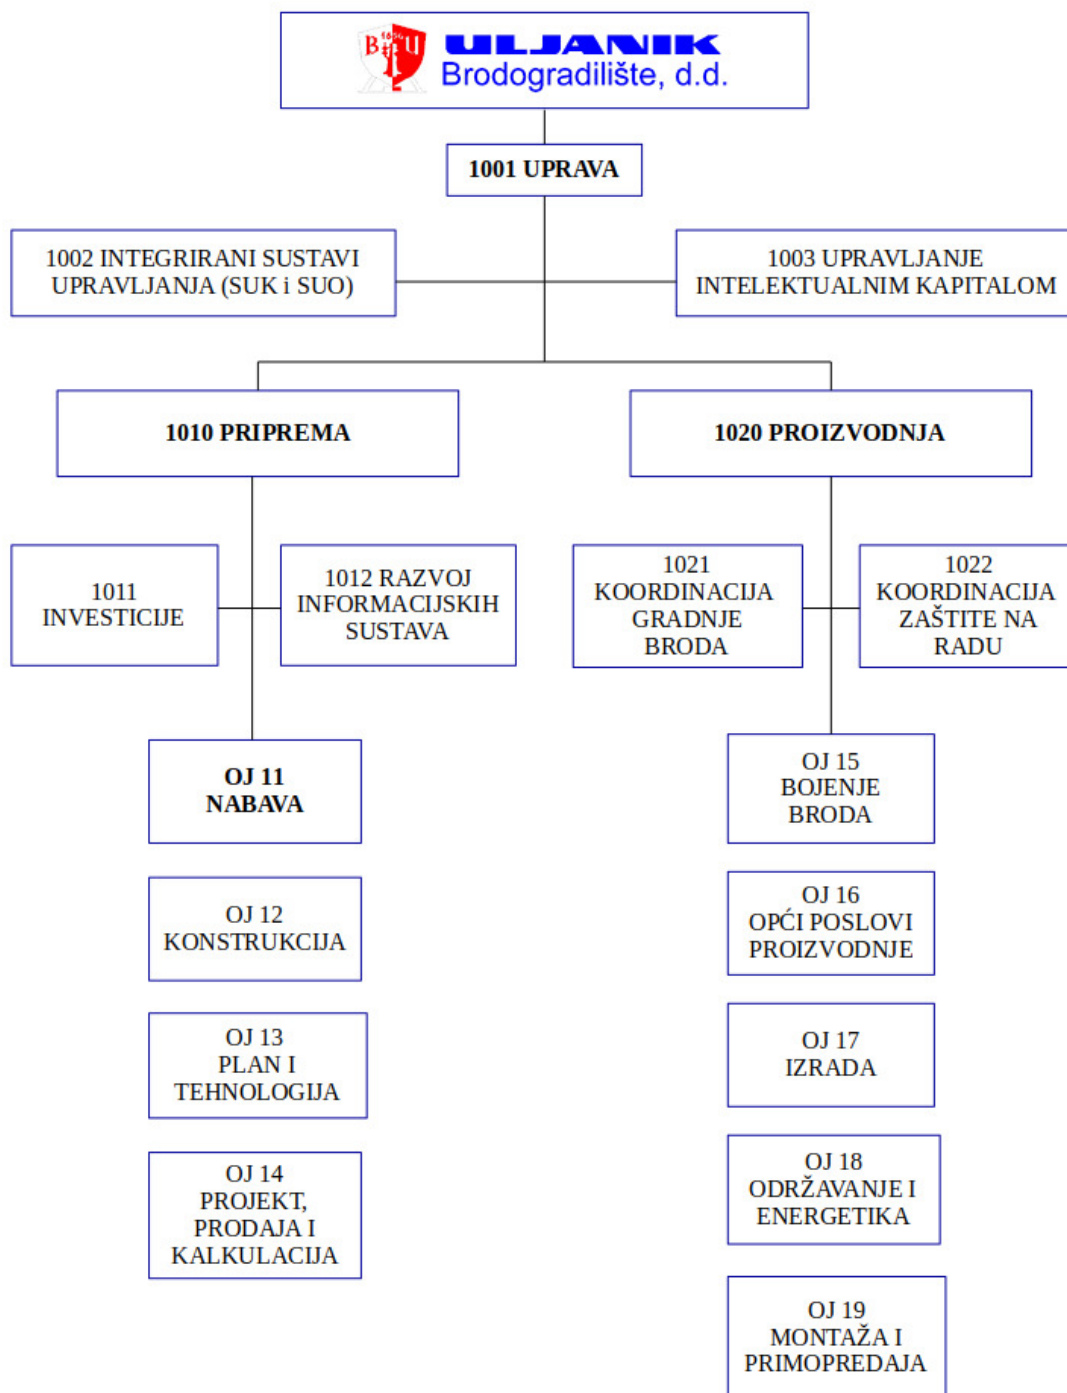 B 1856 U
ULJANIK
Brodogradilište, d.d.
1001 UPRAVA
1002 INTEGRIRANI SUSTAVI
UPRAVLJANJA (SUK i SUO)
1003 UPRAVLJANJE
INTELEKTUALNIM KAPITALOM
1010 PRIPREMA
1020 PROIZVODNJA
1011
INVESTICIJE
1012 RAZVOJ
INFORMACIJSKIH
SUSTAVA
1021
KOORDINACIJA
GRADNJE
BRODA
1022
KOORDINACIJA
ZAŠTITE NA
RADU
OJ 11
NABAVA
OJ 12
KONSTRUKCIJA
OJ 13
PLAN I
TEHNOLOGIJA
OJ 14
PROJEKT,
PRODAJA I
KALKULACIJA
OJ 15
BOJENJE
BRODA
OJ 16
OPĆI POSLOVI
PROIZVODNJE
OJ 17
IZRADA
OJ 18
ODRŽAVANJE I
ENERGETIKA
OJ 19
MONTAŽA I
PRIMOPREDAJA